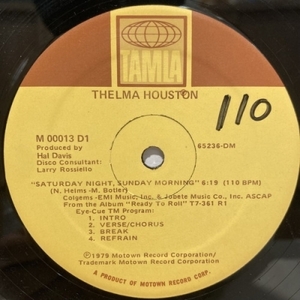 TAMLA
THELMA HOUSTON
110
M 00013 D1
Produced by
Hal Davis
Disco Consultant:
Larry Rossiello
65236-DM
"SATURDAY NIGHT, SUNDAY MORNING" 6:19 (110 BPM)
(N. Helms -M. Botler)
Colgems -EMI Music, Inc. & Jobete Music Co., Inc. ASCAP
From the Album "Ready To Roll" T7-361 R1
Eye-Cue TM Program:
1 INTRO
2 VERSE/CHORUS
3 BREAK
4 REFRAIN
℗1979 Motown Record Corporation/
Trademark Motown Record Corporation
A PRODUCT OF MOTOWN RECORD CORP.